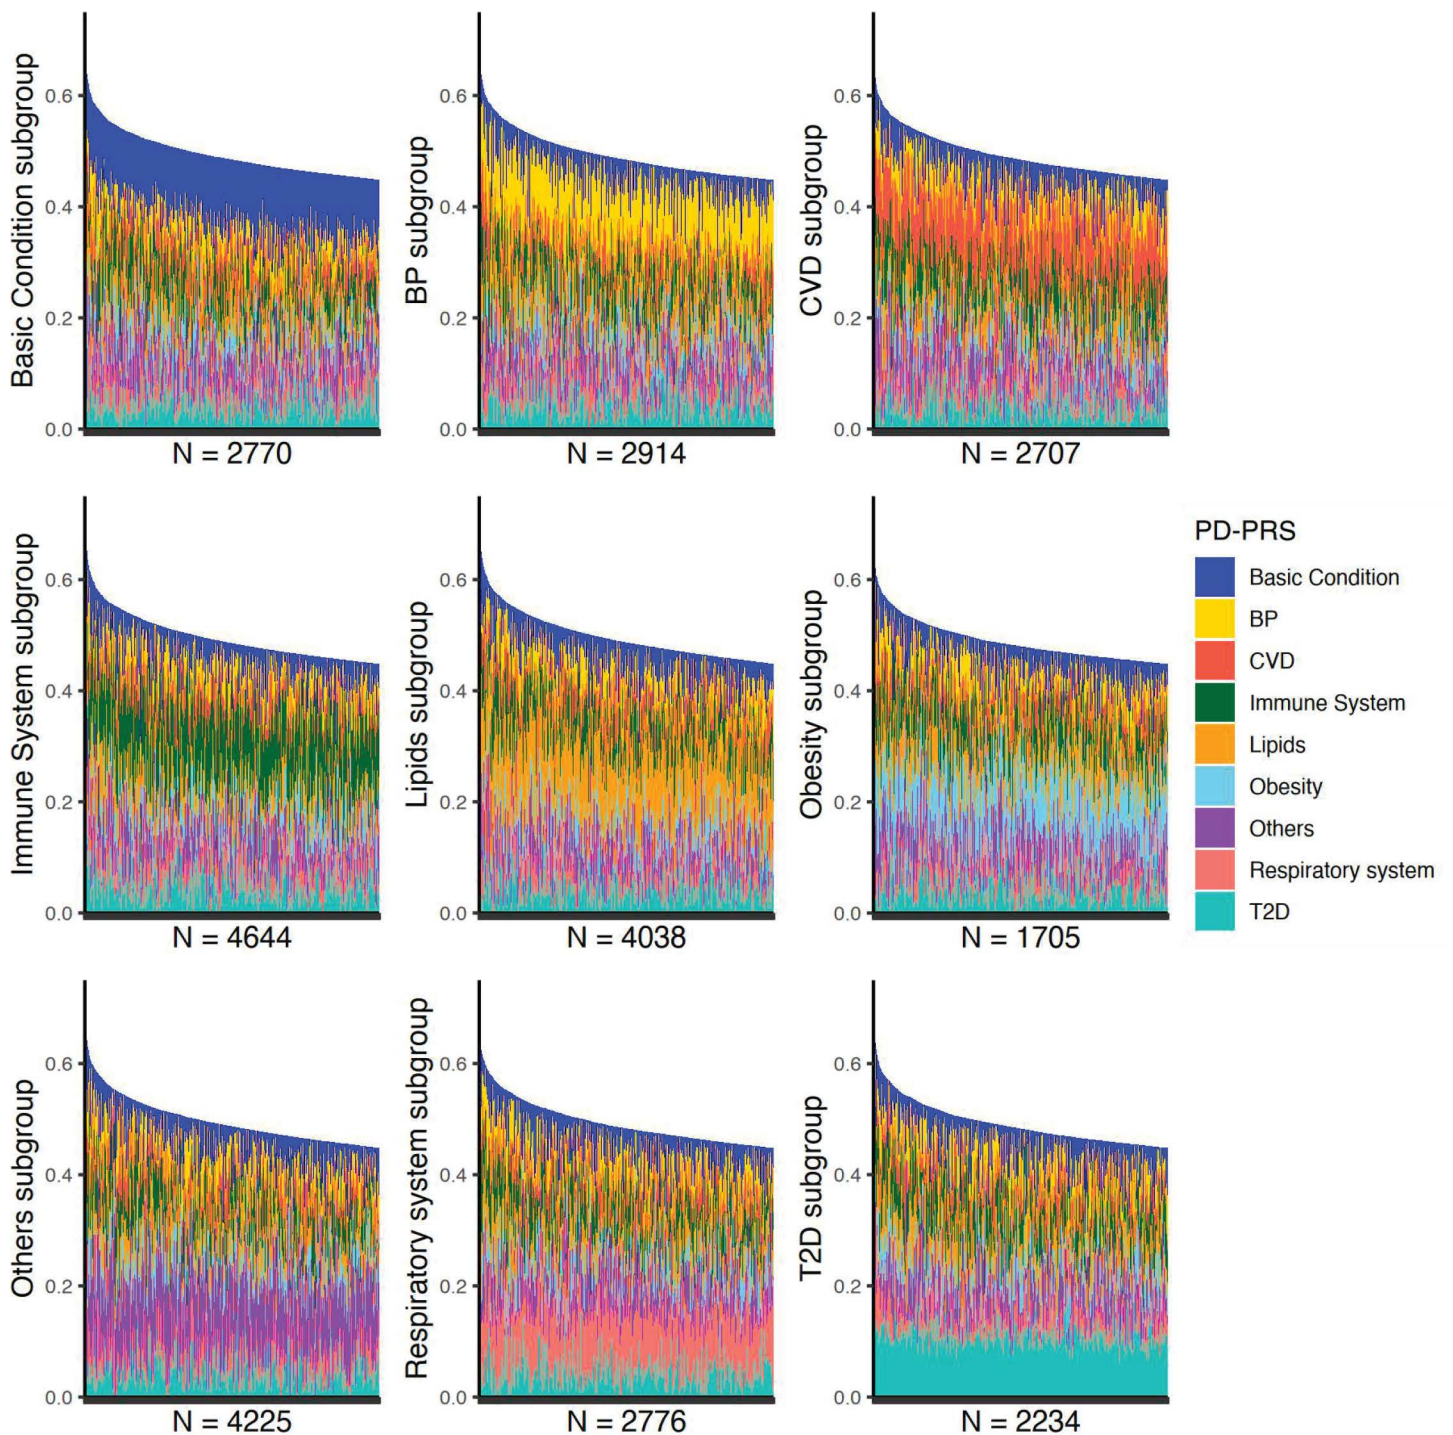 Basic Condition subgroup
0.6
0.4
0.2
0.0
N = 2770
BP subgroup
0.6
0.4
0.2
0.0
N = 2914
CVD subgroup
0.6
0.4
0.2
0.0
N = 2707
Immune System subgroup
0.6
0.4
0.2
0.0
N = 4644
Lipids subgroup
0.6
0.4
0.2
0.0
N = 4038
Obesity subgroup
0.6
0.4
0.2
0.0
N = 1705
PD-PRS
Basic Condition
BP
CVD
Immune System
Lipids
Obesity
Others
Respiratory system
T2D
Others subgroup
0.6
0.4
0.2
0.0
N = 4225
Respiratory system subgroup
0.6
0.4
0.2
0.0
N = 2776
T2D subgroup
0.6
0.4
0.2
0.0
N = 2234